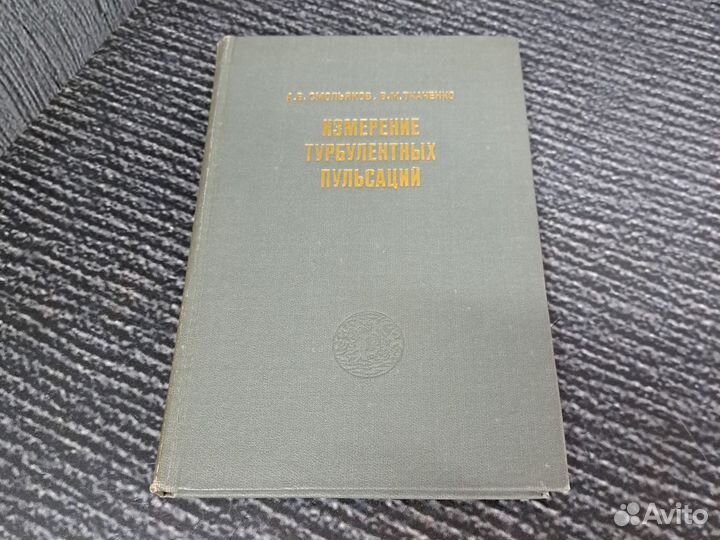 А.В. СМОЛЬЯКОВ, В.М. ТКАЧЕНКО
ИЗМЕРЕНИЕ
ТУРБУЛЕНТНЫХ
ПУЛЬСАЦИЙ
Avito